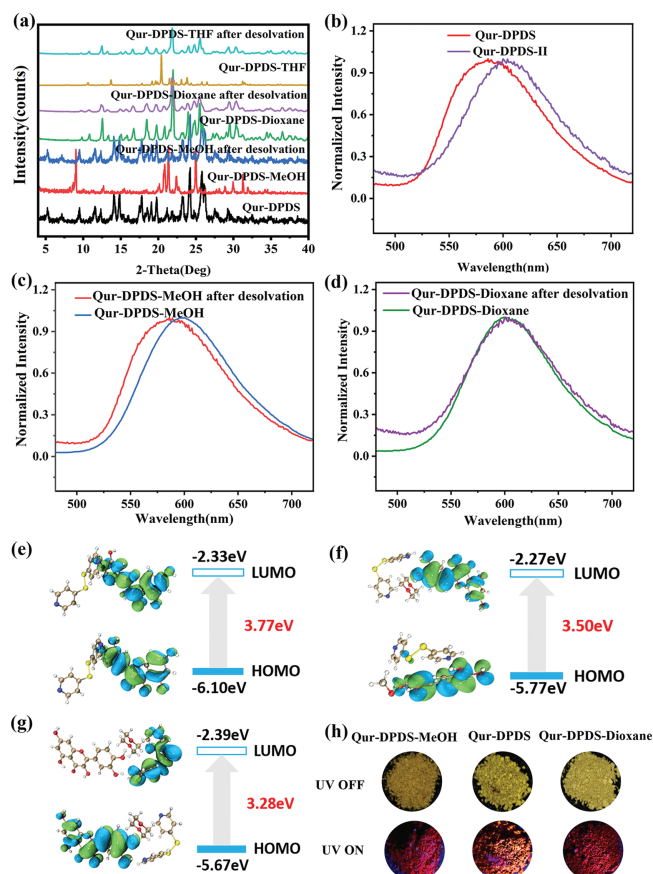 (a)
Intensity(counts)
Qur-DPDS-THF after desolvation
Qur-DPDS-THF
Qur-DPDS-Dioxane after desolvation
Qur-DPDS-Dioxane
Qur-DPDS-MeOH after desolvation
Qur-DPDS-MeOH
Qur-DPDS
5 10 15 20 25 30 35 40
2-Theta(Deg)
(b)
Normalized Intensity
Qur-DPDS
Qur-DPDS-II
1.2
0.9
0.6
0.3
0.0
500 550 600 650 700
Wavelength(nm)
(c)
Normalized Intensity
Qur-DPDS-MeOH after desolvation
Qur-DPDS-MeOH
1.2
0.9
0.6
0.3
0.0
500 550 600 650 700
Wavelength(nm)
(d)
Normalized Intensity
Qur-DPDS-Dioxane after desolvation
Qur-DPDS-Dioxane
1.2
0.9
0.6
0.3
0.0
500 550 600 650 700
Wavelength(nm)
(e)
-2.33eV
LUMO
3.77eV
HOMO
-6.10eV
(f)
-2.27eV
LUMO
3.50eV
HOMO
-5.77eV
(g)
-2.39eV
LUMO
3.28eV
HOMO
-5.67eV
(h)
Qur-DPDS-MeOH Qur-DPDS Qur-DPDS-Dioxane
UV OFF
UV ON